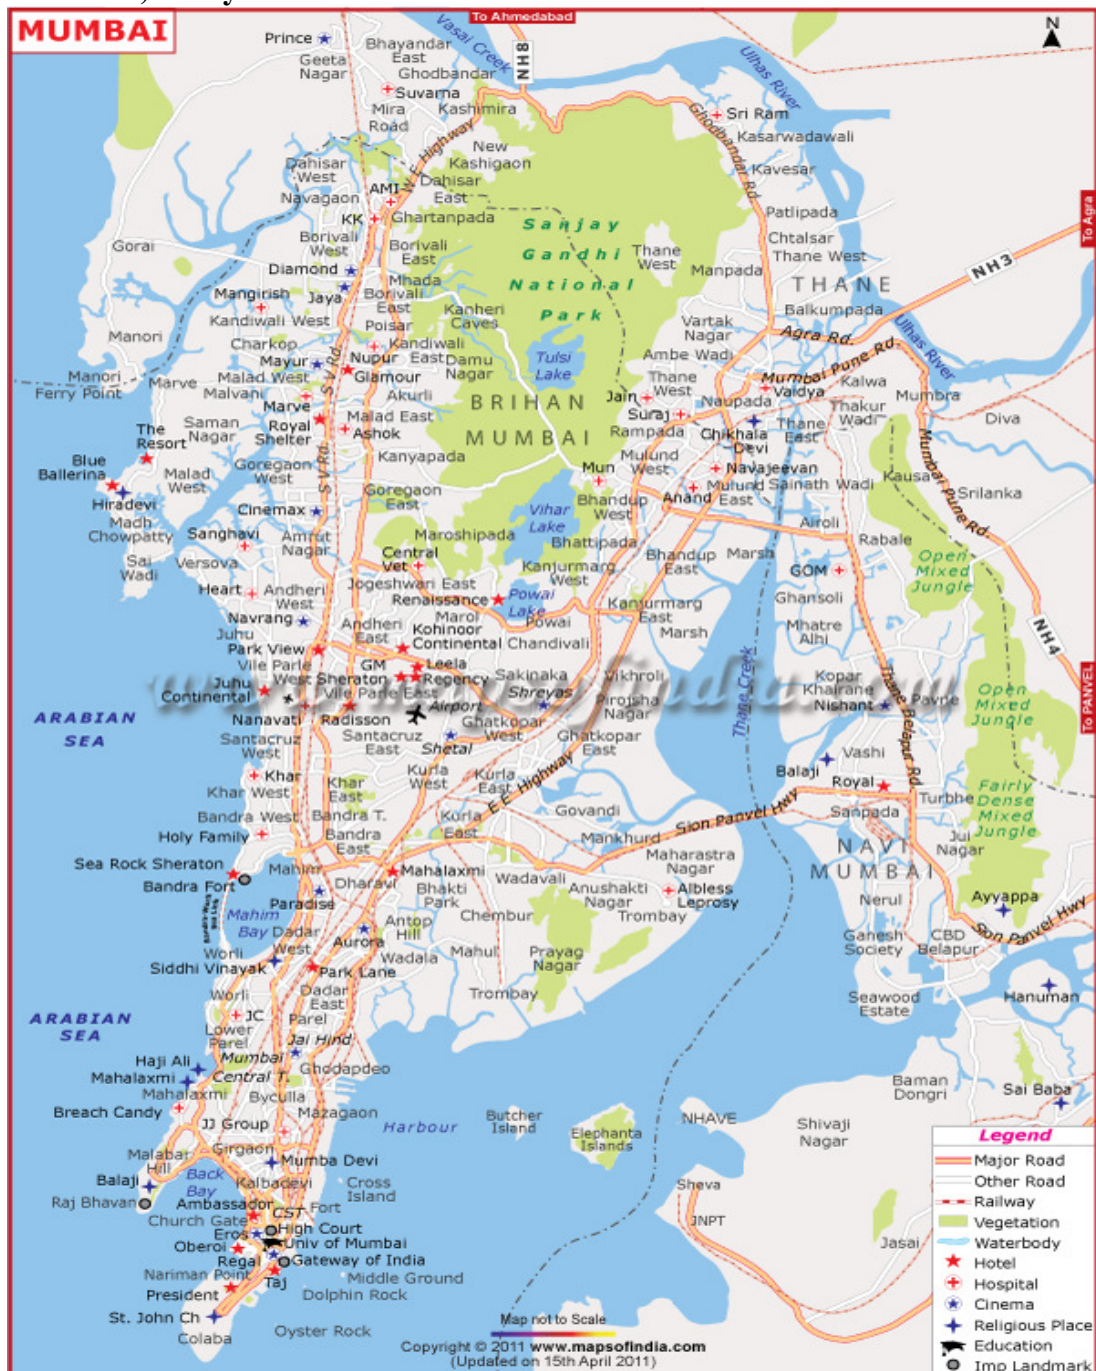 To Ahmedabad
MUMBAI
N
Prince
Bhayandar
East
Geeta
Nagar
Ghodbandar
Vasai Creek
NH8
Ulhas River
Suvarna
Mira
Road
Kashimira
Sri Ram
Ghodbandar Rd.
Kasarwadawali
W. E. Highway
New
Kashigaon
Kavesar
Dahisar
West
Navagaon
AMI
Dahisar
East
KK
Ghartanpada
Patlipada
To Agra
Borivali
West
Borivali
East
Sanjay
Gandhi
National
Park
Thane
West
Chtalsar
Thane West
Gorai
Diamond
Jaya
Mhada
Borivali
East
Manpada
NH3
THANE
Mangirish
Kandiwali West
Poisar
Kanheri
Caves
Balkumpada
Manori
Charkop
Kandiwali
East
Vartak
Nagar
Agra Rd.
Ulhas River
Mayur
Nupur
Damu
Nagar
Tulsi
Lake
Ambe Wadi
Mumbai Pune Rd.
Manori
Ferry Point
Marve
Malad West
Malvani
S V Rd.
Glamour
Akurli
Thane
West
Vaidya
Kalwa
Mumbra
Marve
BRIHAN
MUMBAI
Jain
Suraj
Naupada
Thakur
Wadi
Diva
Saman
Nagar
Royal
Shelter
Malad East
Ashok
Rampada
Chikhala
Devi
Thane
East
The
Resort
Kanyapada
Mulund
West
Blue
Ballerina
Malad
West
Goregaon
West
S V Rd.
Mun
Navajeevan
Mulund
East
Sainath Wadi
Kausa
Mumbai Pune Rd.
Hiradevi
Goregaon
East
Anand
Srilanka
Madh
Chowpatty
Cinemax
Vihar
Lake
Bhandup
West
Airoli
Sanghavi
Amrut
Nagar
Maroshipada
Bhattipada
Rabale
Sai
Wadi
Versova
Central
Vet
Kanjurmarg
West
Bhandup
East
Marsh
Open
Mixed
Jungle
GOM
Heart
Andheri
West
Jogeshwari East
Renaissance
Powai
Lake
Ghansoli
Navrang
Marol
Powai
Kanjurmarg
East
Juhu
Andheri
East
Kohinoor
Continental
Chandivali
Marsh
Mhatre
Alhi
NH4
Park View
Vile Parle
West
GM
Sheraton
Leela
Regency
Sakinaka
Vikhroli
Kopar
Khairane
To PANVEL
www.mapsofindia.com
Juhu
Continental
Vile Parle
East
Shreyas
Pirojsha
Nagar
Thane Creek
Nishant
Pavne
Open
Mixed
Jungle
Nanavati
Radisson
Airport
Ghatkopar
West
Thane Belapur Rd.
ARABIAN
SEA
Santacruz
West
Santacruz
East
Shetal
Ghatkopar
East
Vashi
Khar
Khar
East
Kurla
West
Kurla
East
E E Highway
Balaji
Royal
Khar West
Turbhe
Fairly
Dense
Mixed
Jungle
Bandra West
Bandra T.
Govandi
Sion Panvel Hwy
Sanpada
Holy Family
Bandra
East
Kurla
East
Mankhurd
Jui
Nagar
Sea Rock Sheraton
Mahim
Mahalaxmi
Wadavali
Maharastra
Nagar
NAVI
MUMBAI
Bandra Fort
Dharavi
Bhakti
Park
Anushakti
Nagar
Albless
Leprosy
Paradise
Nerul
Ayyappa
Mahim
Bay
Antop
Hill
Chembur
Trombay
Sion Panvel Hwy
Worli
Dadar
West
Aurora
Wadala
Mahul
Prayag
Nagar
Ganesh
Society
CBD
Belapur
Siddhi Vinayak
Park Lane
Worli
Dadar
East
Trombay
Seawood
Estate
Hanuman
ARABIAN
SEA
JC
Lower
Parel
Parel
Jai Hind
Haji Ali
Mumbai
Central T.
Ghodapdeo
Mahalaxmi
Mahalaxmi
Byculla
Baman
Dongri
Sai Baba
Breach Candy
Mazagaon
JJ Group
Harbour
Butcher
Island
Elephanta
Islands
NHAVE
Shivaji
Nagar
Malabar
Hill
Girgaon
Mumba Devi
Balaji
Back
Bay
Kalbadevi
Cross
Island
Sheva
Raj Bhavan
Ambassador
CST
Fort
Church Gate
High Court
JNPT
Eros
Univ of Mumbai
Oberoi
Regal
Gateway of India
Jasai
Nariman Point
Taj
Middle Ground
President
Dolphin Rock
St. John Ch
Colaba
Oyster Rock
Map not to Scale
Copyright © 2011 www.mapsofindia.com
(Updated on 15th April 2011)
Legend
Major Road
Other Road
Railway
Vegetation
Waterbody
Hotel
Hospital
Cinema
Religious Place
Education
Imp Landmark